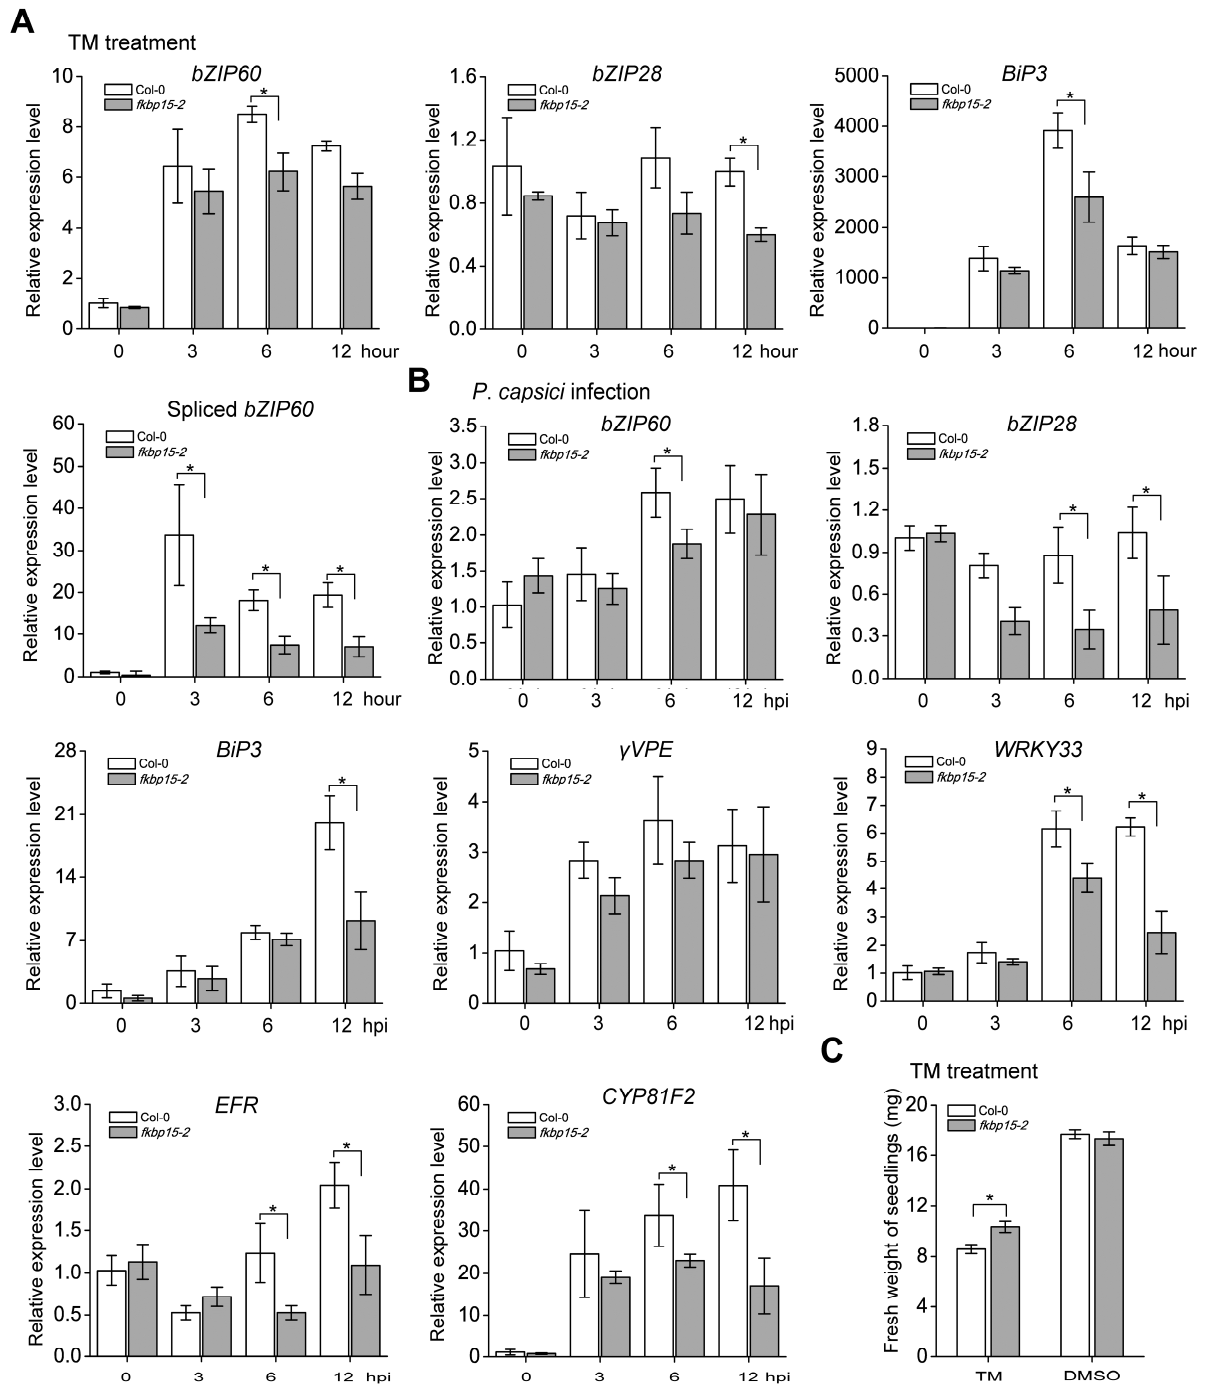 A
TM treatment
bZIP60
Relative expression level
10
8
6
4
2
0
Col-0
fkbp15-2
*
0 3 6 12 hour
bZIP28
Relative expression level
1.6
1.2
0.8
0.4
0.0
Col-0
fkbp15-2
*
0 3 6 12 hour
BiP3
Relative expression level
5000
4000
3000
2000
1000
0
Col-0
fkbp15-2
*
0 3 6 12 hour
Spliced bZIP60
Relative expression level
60
50
40
30
20
10
0
Col-0
fkbp15-2
* * *
0 3 6 12 hour
B
P. capsici infection
bZIP60
Relative expression level
3.5
3.0
2.5
2.0
1.5
1.0
0.5
0.0
Col-0
fkbp15-2
*
0 3 6 12 hpi
bZIP28
Relative expression level
1.8
1.5
1.2
0.9
0.6
0.3
0.0
Col-0
fkbp15-2
* *
0 3 6 12 hpi
BiP3
Relative expression level
28
21
14
7
0
Col-0
fkbp15-2
*
0 3 6 12 hpi
γVPE
Relative expression level
5
4
3
2
1
0
Col-0
fkbp15-2
0 3 6 12 hpi
WRKY33
Relative expression level
9
8
7
6
5
4
3
2
1
0
Col-0
fkbp15-2
* *
0 3 6 12 hpi
EFR
Relative expression level
3.0
2.5
2.0
1.5
1.0
0.5
0.0
Col-0
fkbp15-2
* *
0 3 6 12 hpi
CYP81F2
Relative expression level
60
50
40
30
20
10
0
Col-0
fkbp15-2
* *
0 3 6 12 hpi
C
TM treatment
Fresh weight of seedlings (mg)
20
16
12
8
4
0
Col-0
fkbp15-2
*
TM DMSO